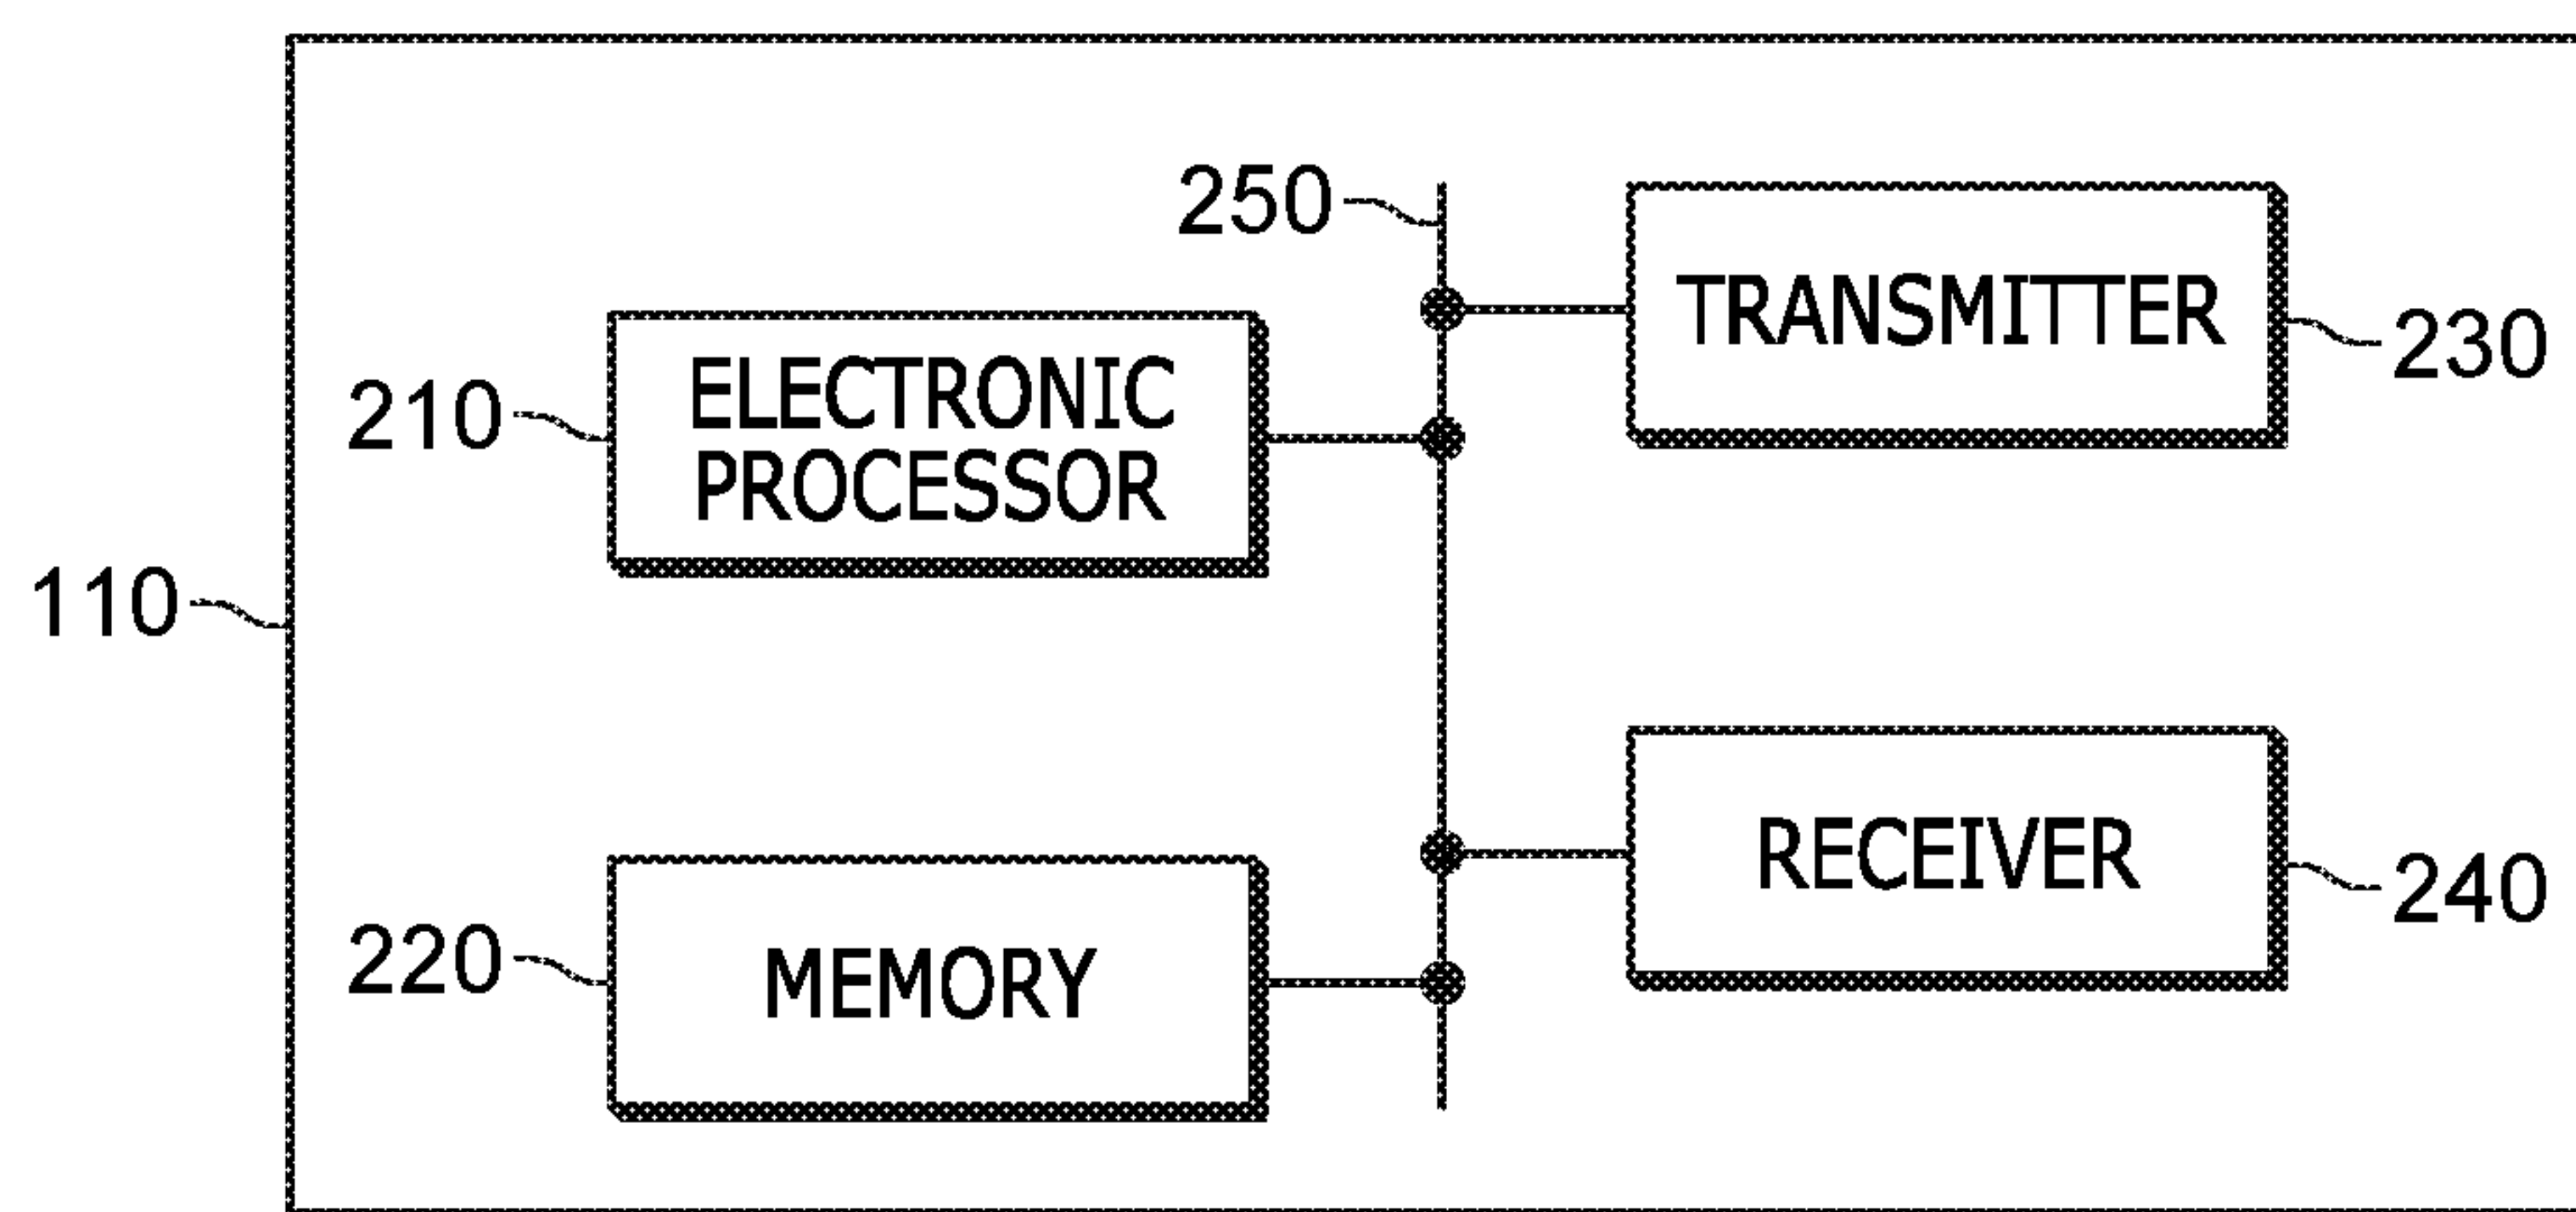 250
TRANSMITTER
230
210
ELECTRONIC
PROCESSOR
110
RECEIVER
240
220
MEMORY